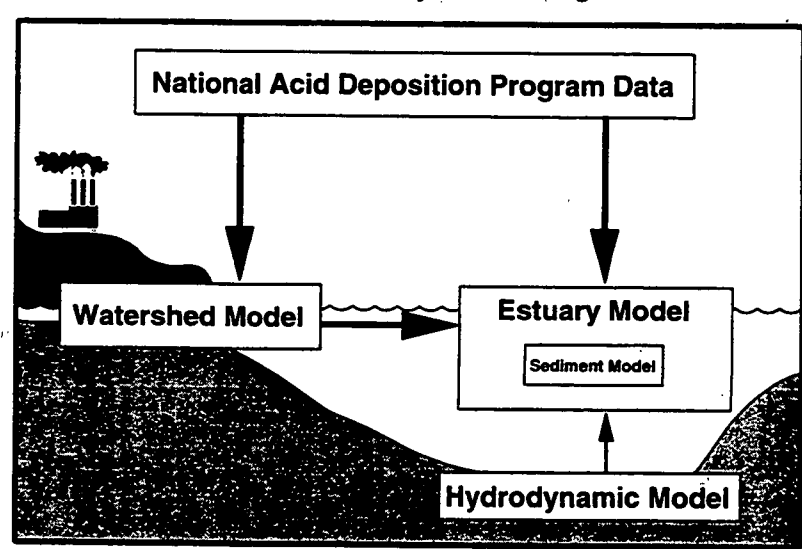 National Acid Deposition Program Data
Watershed Model
Estuary Model
Sediment Model
Hydrodynamic Model